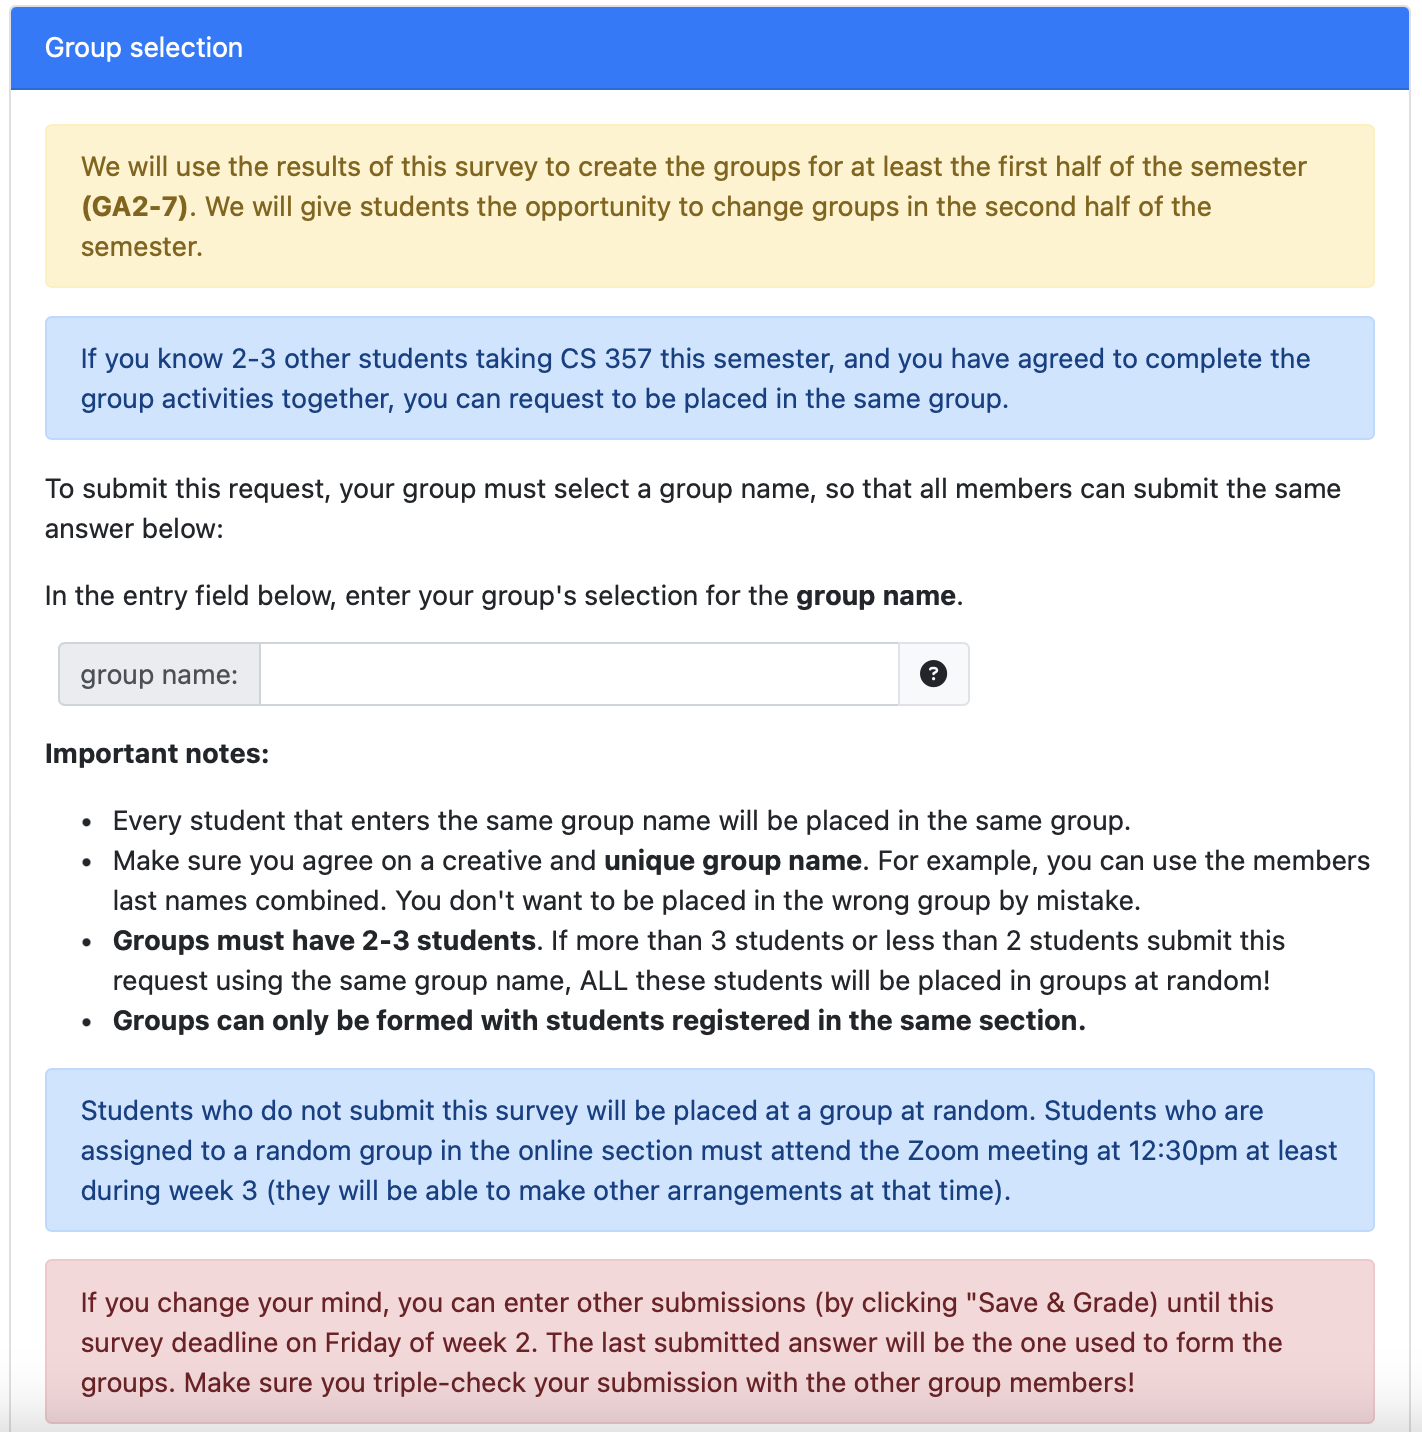 Group selection
We will use the results of this survey to create the groups for at least the first half of the semester
(GA2-7). We will give students the opportunity to change groups in the second half of the
semester.
If you know 2-3 other students taking CS 357 this semester, and you have agreed to complete the
group activities together, you can request to be placed in the same group.
To submit this request, your group must select a group name, so that all members can submit the same
answer below:
In the entry field below, enter your group's selection for the group name.
group name:
?
Important notes:
• Every student that enters the same group name will be placed in the same group.
• Make sure you agree on a creative and unique group name. For example, you can use the members
last names combined. You don't want to be placed in the wrong group by mistake.
• Groups must have 2-3 students. If more than 3 students or less than 2 students submit this
request using the same group name, ALL these students will be placed in groups at random!
• Groups can only be formed with students registered in the same section.
Students who do not submit this survey will be placed at a group at random. Students who are
assigned to a random group in the online section must attend the Zoom meeting at 12:30pm at least
during week 3 (they will be able to make other arrangements at that time).
If you change your mind, you can enter other submissions (by clicking "Save & Grade) until this
survey deadline on Friday of week 2. The last submitted answer will be the one used to form the
groups. Make sure you triple-check your submission with the other group members!